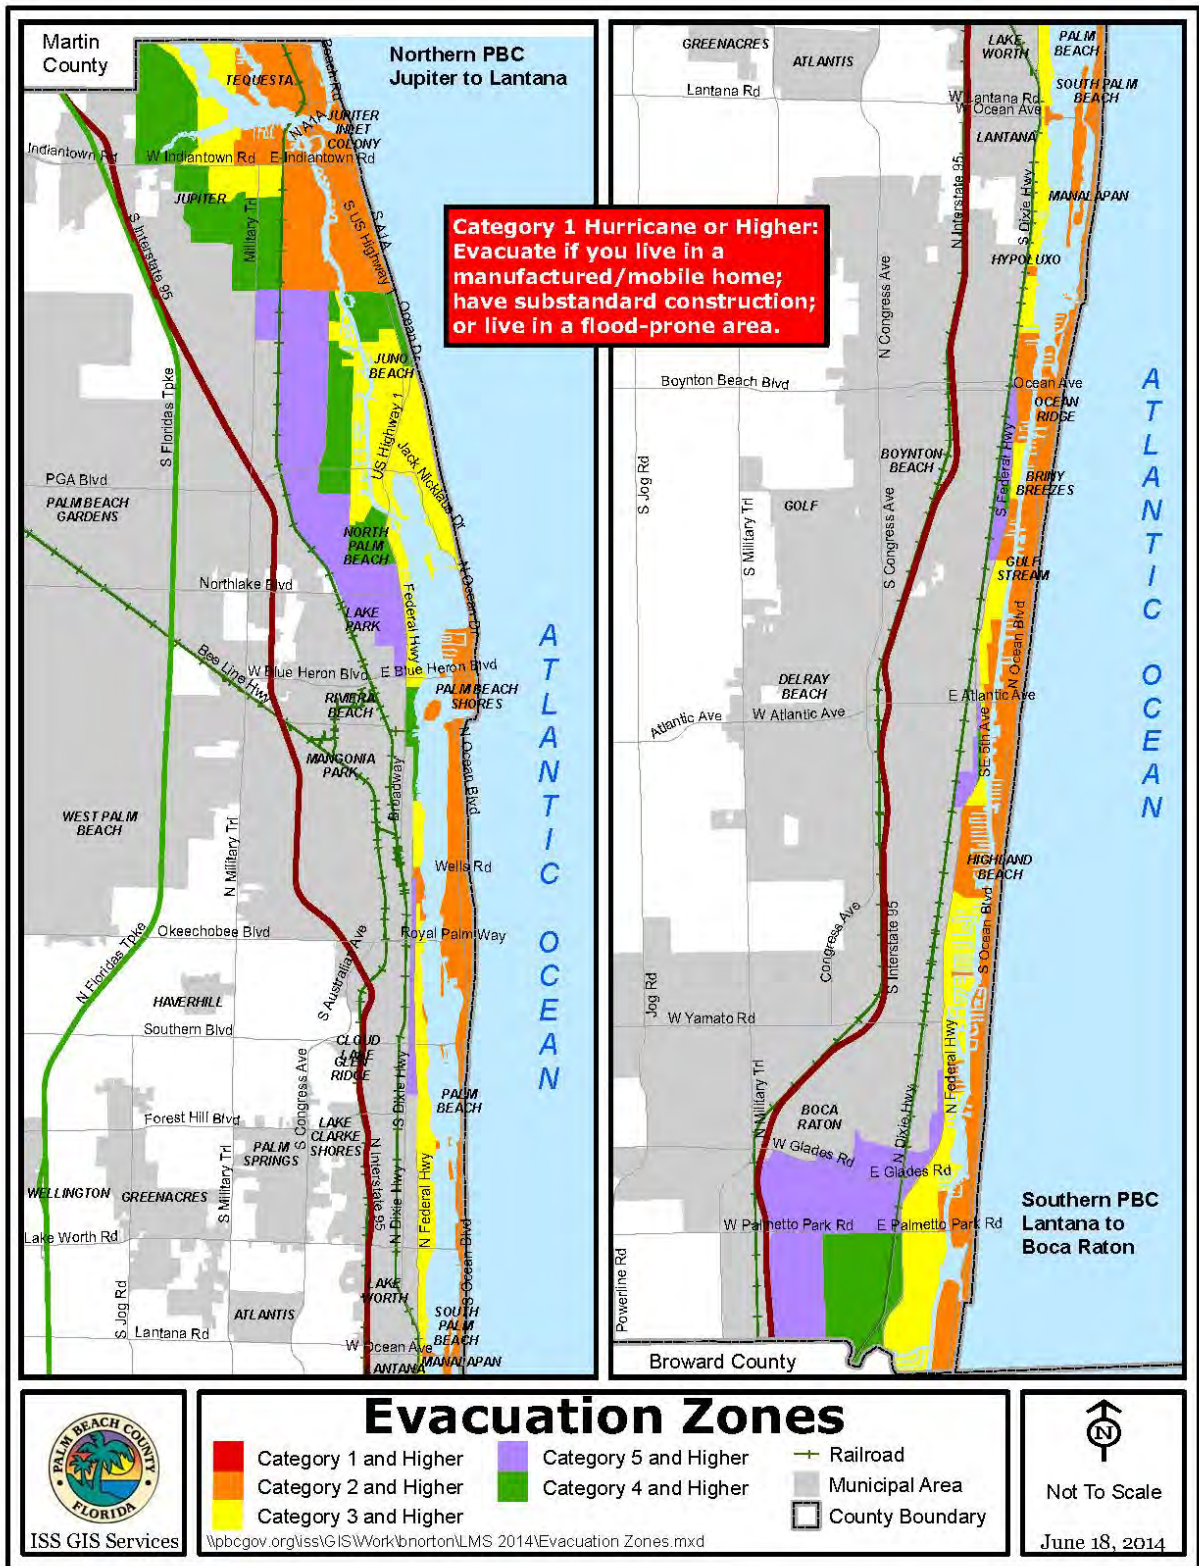 Martin
County
Northern PBC
Jupiter to Lantana
TEQUESTA
Beach Rd
N A1A
JUPITER
INLET
COLONY
Indiantown Rd
W Indiantown Rd
E Indiantown Rd
JUPITER
Military Trl
S Interstate 95
S US Highway
S A1A
Ocean Dr
JUNO
BEACH
S Floridas Tpke
US Highway 1
Jack Nicklaus Dr
PGA Blvd
PALM BEACH
GARDENS
NORTH
PALM
BEACH
Northlake Blvd
N Ocean Dr
LAKE
PARK
Federal Hwy
Bee Line Hwy
W Blue Heron Blvd
E Blue Heron Blvd
RIVIERA
BEACH
PALM BEACH
SHORES
MANGONIA
PARK
N Ocean Blvd
Broadway
WEST PALM
BEACH
N Military Trl
Wells Rd
Okeechobee Blvd
Royal Palm Way
N Floridas Tpke
S Australian Ave
HAVERHILL
Southern Blvd
CLOUD
LAKE
GLEN
RIDGE
S Congress Ave
S Dixie Hwy
PALM
BEACH
Forest Hill Blvd
LAKE
CLARKE
SHORES
PALM
SPRINGS
S Military Trl
N Interstate 95
N Dixie Hwy
N Federal Hwy
WELLINGTON
GREENACRES
Lake Worth Rd
S Ocean Blvd
S Jog Rd
LAKE
WORTH
ATLANTIS
SOUTH
PALM
BEACH
Lantana Rd
W Ocean Ave
LANTANA
MANALAPAN
ATLANTIC OCEAN
Category 1 Hurricane or Higher:
Evacuate if you live in a
manufactured/mobile home;
have substandard construction;
or live in a flood-prone area.
GREENACRES
ATLANTIS
LAKE
WORTH
PALM
BEACH
Lantana Rd
W Lantana Rd
W Ocean Ave
SOUTH PALM
BEACH
LANTANA
N Interstate 95
S Dixie Hwy
MANALAPAN
HYPOLUXO
N Congress Ave
Boynton Beach Blvd
Ocean Ave
OCEAN
RIDGE
S Federal Hwy
BOYNTON
BEACH
BRINY
BREEZES
S Jog Rd
S Military Trl
GOLF
S Congress Ave
GULF
STREAM
N Ocean Blvd
DELRAY
BEACH
E Atlantic Ave
Atlantic Ave
W Atlantic Ave
SE 5th Ave
HIGHLAND
BEACH
Congress Ave
S Interstate 95
S Ocean Blvd
Jog Rd
W Yamato Rd
N Federal Hwy
N Military Trl
BOCA
RATON
N Dixie Hwy
W Glades Rd
E Glades Rd
W Palmetto Park Rd
E Palmetto Park Rd
Powerline Rd
Southern PBC
Lantana to
Boca Raton
Broward County
ATLANTIC OCEAN
PALM BEACH COUNTY
FLORIDA
ISS GIS Services
Evacuation Zones
Category 1 and Higher
Category 2 and Higher
Category 3 and Higher
Category 5 and Higher
Category 4 and Higher
Railroad
Municipal Area
County Boundary
\\pbcgov.org\iss\GIS\Work\bnorton\LMS 2014\Evacuation Zones.mxd
N
Not To Scale
June 18, 2014